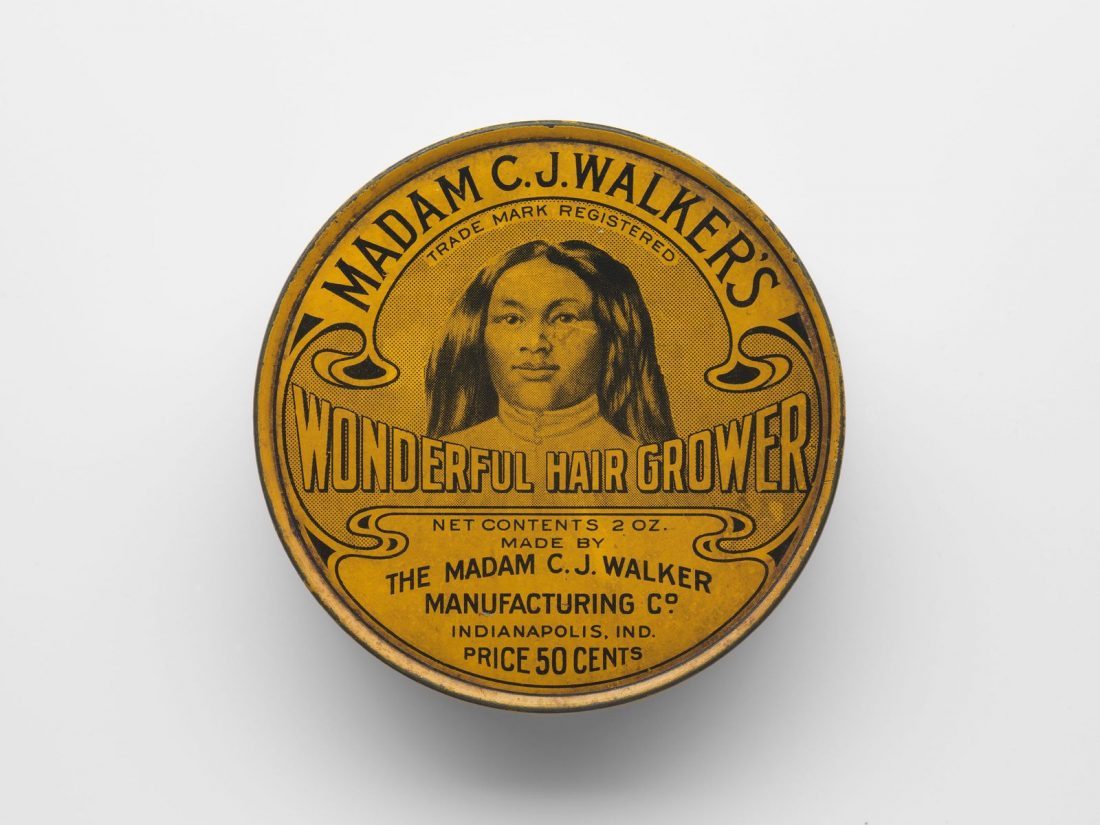 MADAM C.J.WALKER'S
TRADE MARK REGISTERED
WONDERFUL HAIR GROWER
NET CONTENTS 2 OZ.
MADE BY
THE MADAM C.J. WALKER
MANUFACTURING Cº
INDIANAPOLIS, IND.
PRICE 50 CENTS